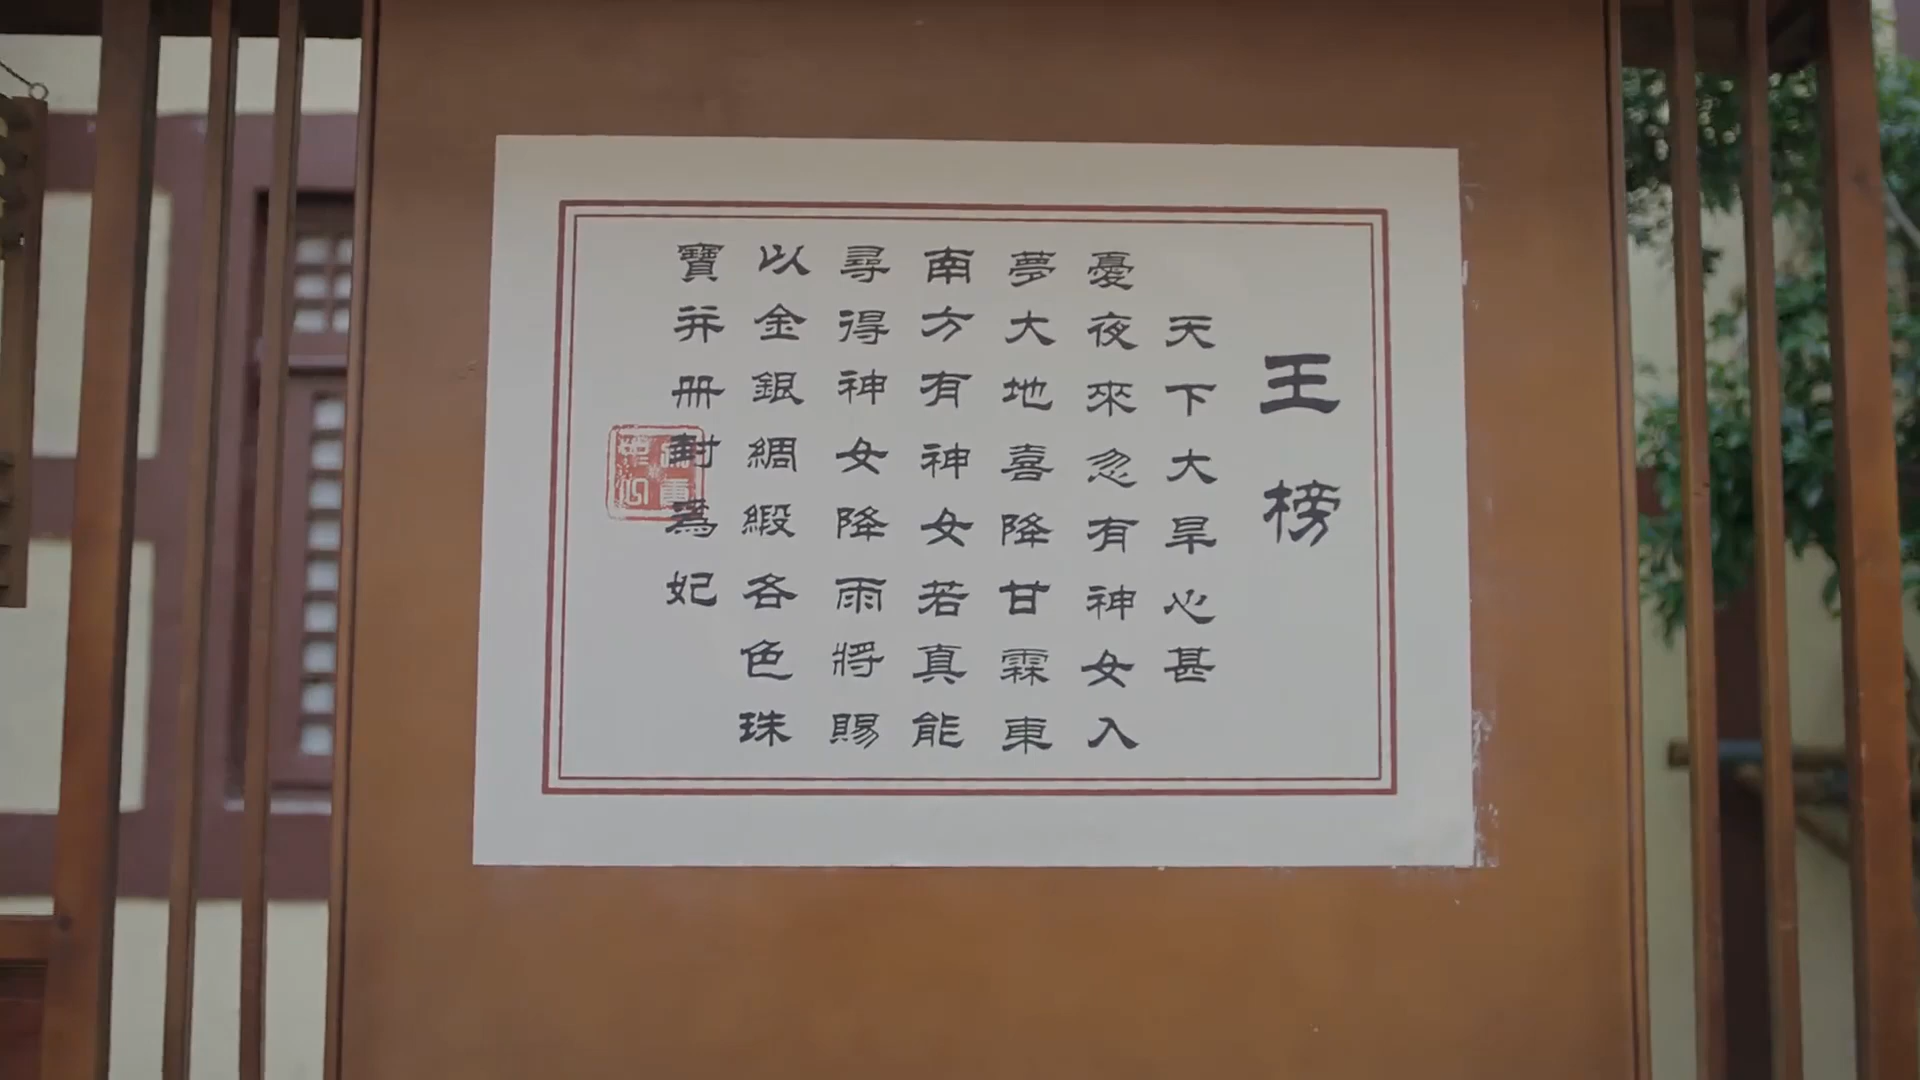 王榜
天下大旱心甚
憂夜來忽有神女入
夢大地喜降甘霖東
南方有神女若真能
尋得神女降雨將賜
以金銀綢緞各色珠
寶并冊封為妃